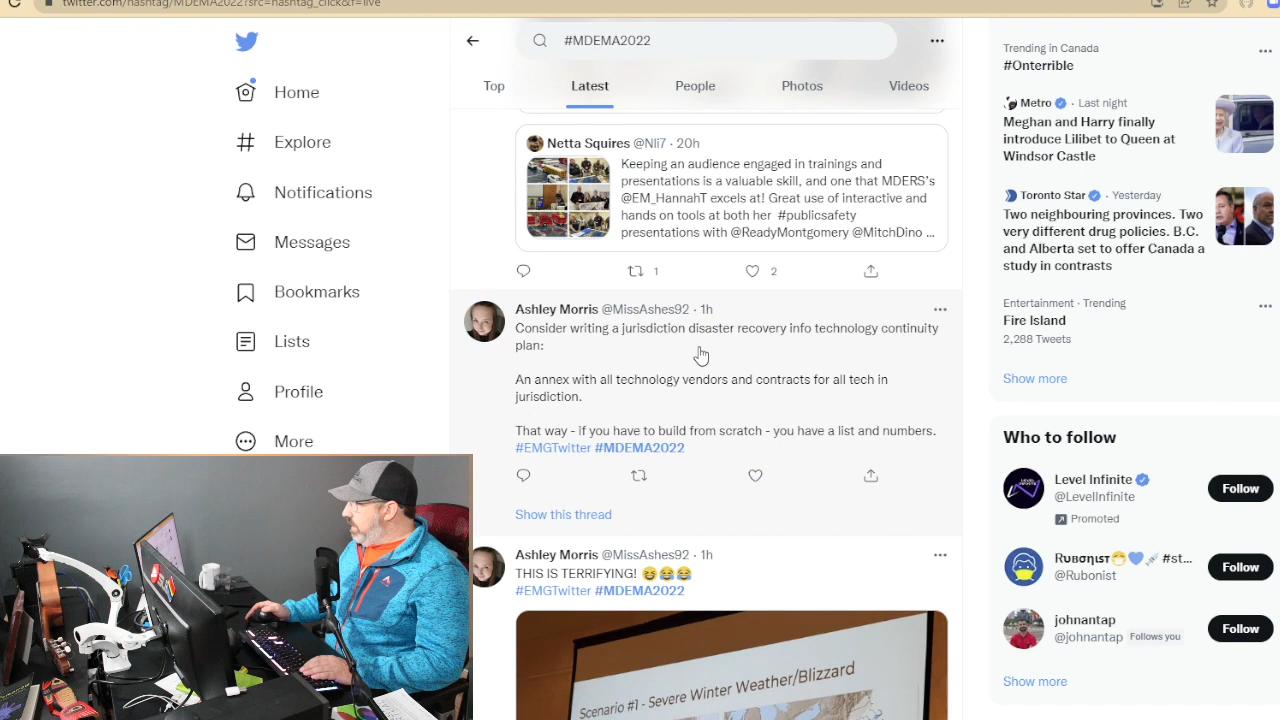 twitter.com/hashtag/MDEMA2022?src=hashtag_click&f=live
#MDEMA2022
Top
Latest
People
Photos
Videos
Home
Explore
Notifications
Messages
Bookmarks
Lists
Profile
More
Netta Squires @Nli7 · 20h
Keeping an audience engaged in trainings and
presentations is a valuable skill, and one that MDERS's
@EM_HannahT excels at! Great use of interactive and
hands on tools at both her #publicsafety
presentations with @ReadyMontgomery @MitchDino ...
1
2
Ashley Morris @MissAshes92 · 1h
Consider writing a jurisdiction disaster recovery info technology continuity
plan:
An annex with all technology vendors and contracts for all tech in
jurisdiction.
That way - if you have to build from scratch - you have a list and numbers.
#EMGTwitter #MDEMA2022
Show this thread
Ashley Morris @MissAshes92 · 1h
THIS IS TERRIFYING! 😅😂😂
#EMGTwitter #MDEMA2022
Scenario #1 - Severe Winter Weather/Blizzard
Trending in Canada
#Onterrible
Metro · Last night
Meghan and Harry finally
introduce Lilibet to Queen at
Windsor Castle
Toronto Star · Yesterday
Two neighbouring provinces. Two
very different drug policies. B.C.
and Alberta set to offer Canada a
study in contrasts
Entertainment · Trending
Fire Island
2,288 Tweets
Show more
Who to follow
Level Infinite
@LevelInfinite
Follow
Promoted
Rᴜʙσηιsт😷💙💉 #st...
@Rubonist
Follow
johnantap
@johnantap Follows you
Follow
Show more